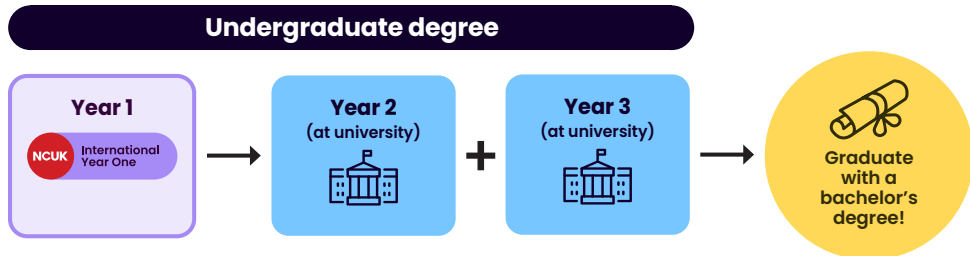 Undergraduate degree
Year 1
NCUK
International
Year One
Year 2
(at university)
+
Year 3
(at university)
Graduate
with a
bachelor's
degree!